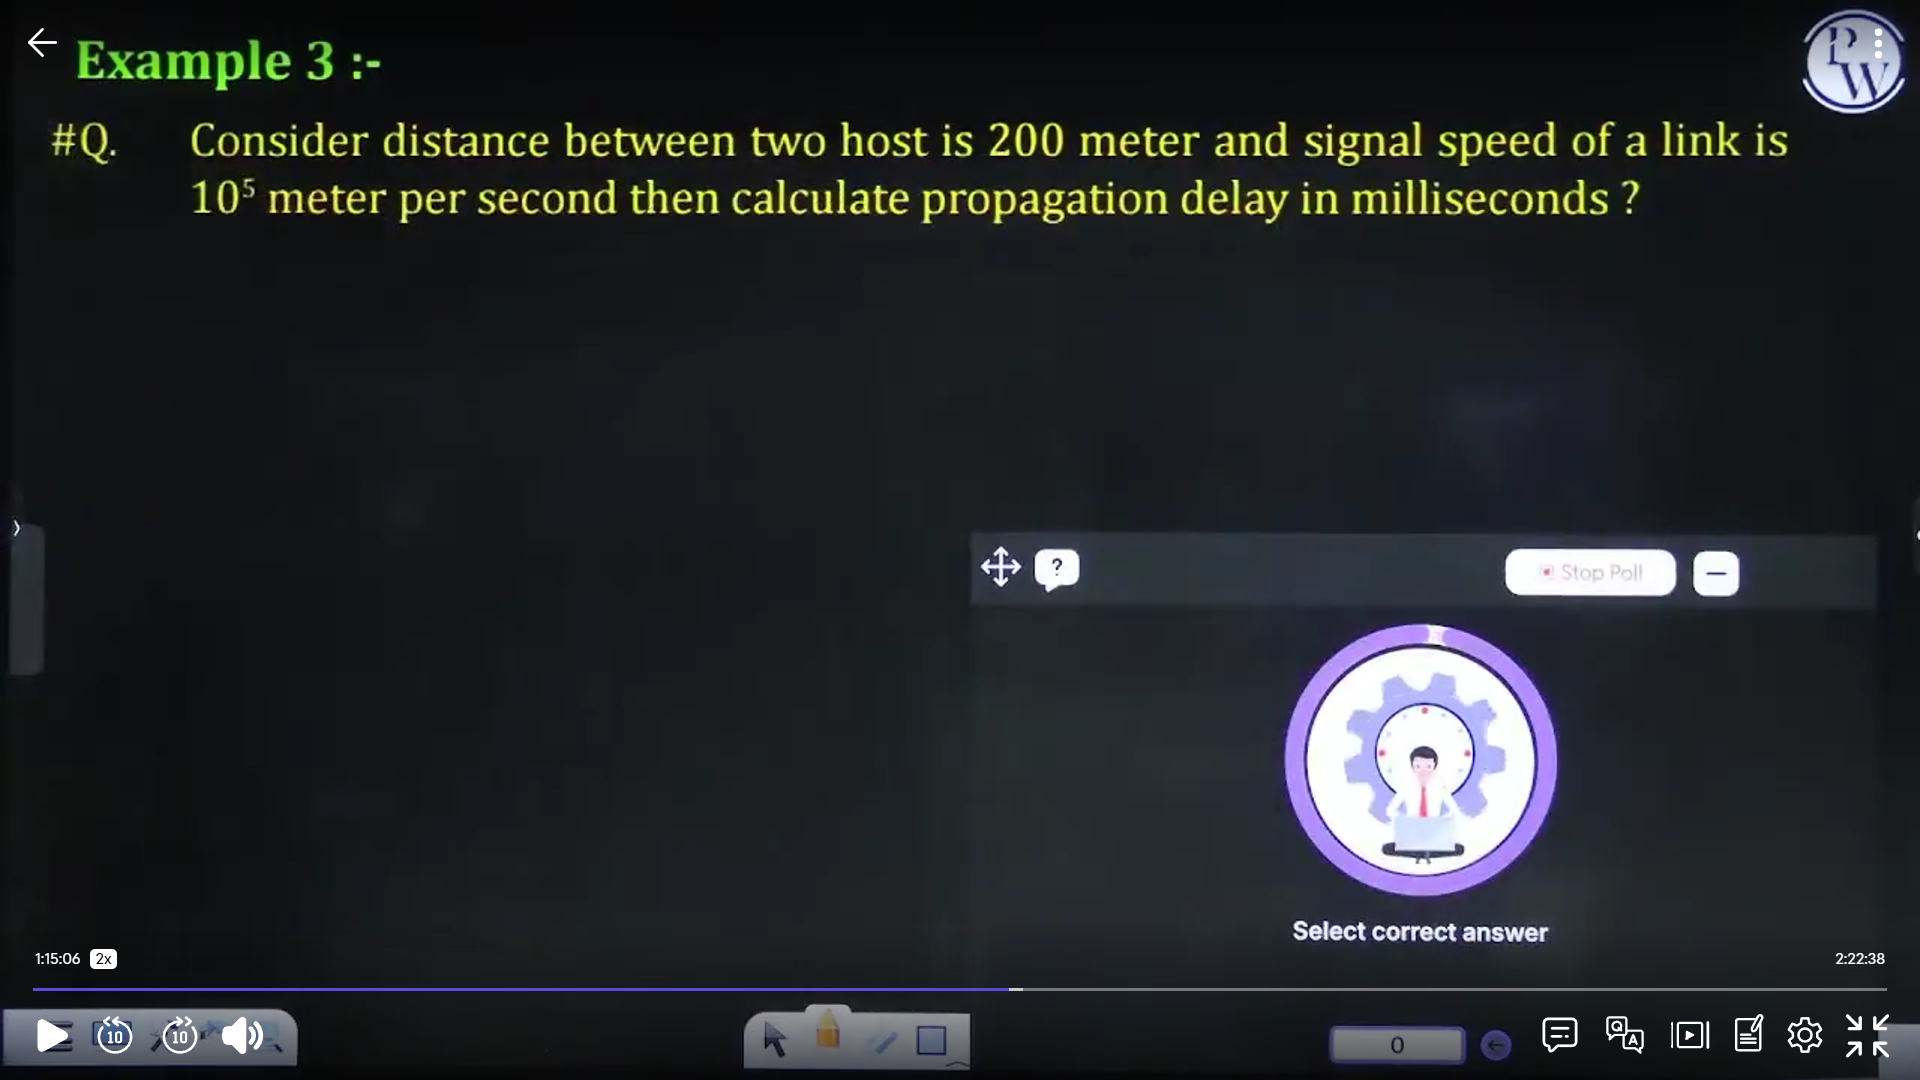 Example 3 :-
PW
#Q. Consider distance between two host is 200 meter and signal speed of a link is
10⁵ meter per second then calculate propagation delay in milliseconds ?
?
Stop Poll
Select correct answer
1:15:06 2x
2:22:38
10 10
0
Q A